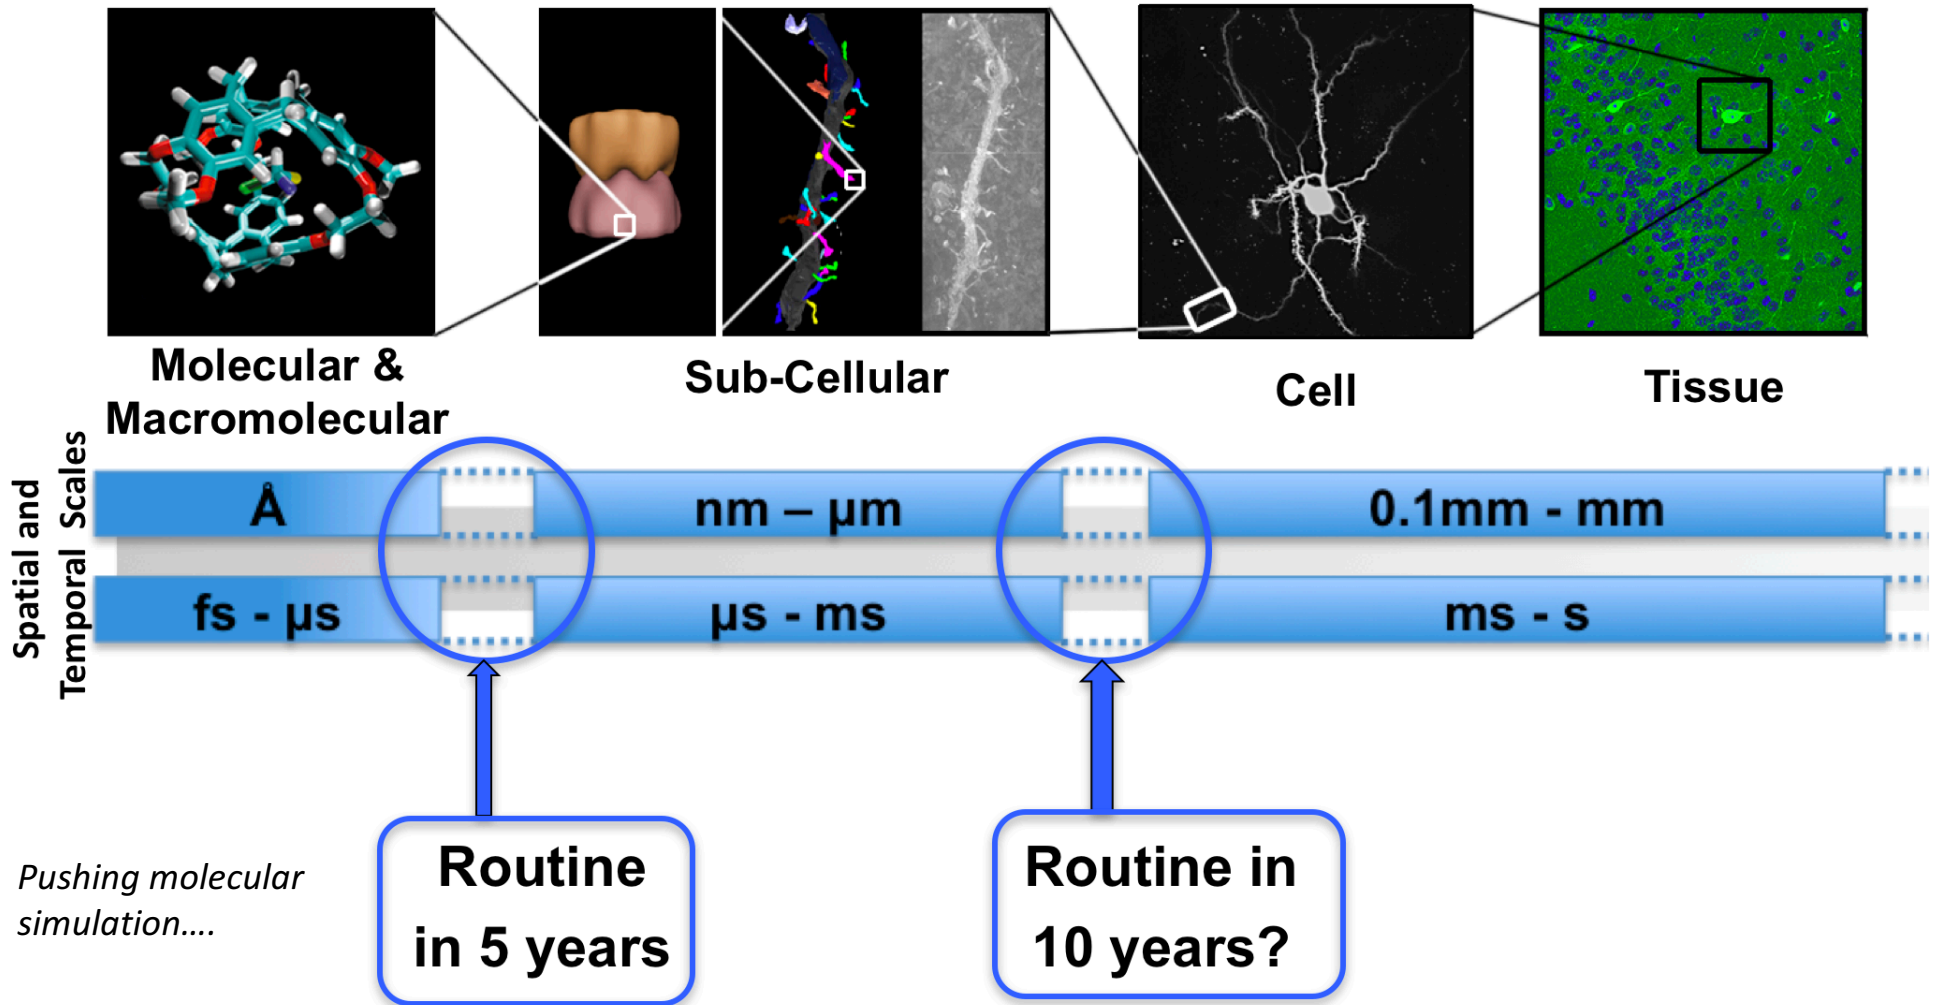 Molecular &
Macromolecular
Sub-Cellular
Cell
Tissue
Spatial and
Temporal Scales
Å
nm – µm
0.1mm - mm
fs - µs
µs - ms
ms - s
Pushing molecular
simulation....
Routine
in 5 years
Routine in
10 years?